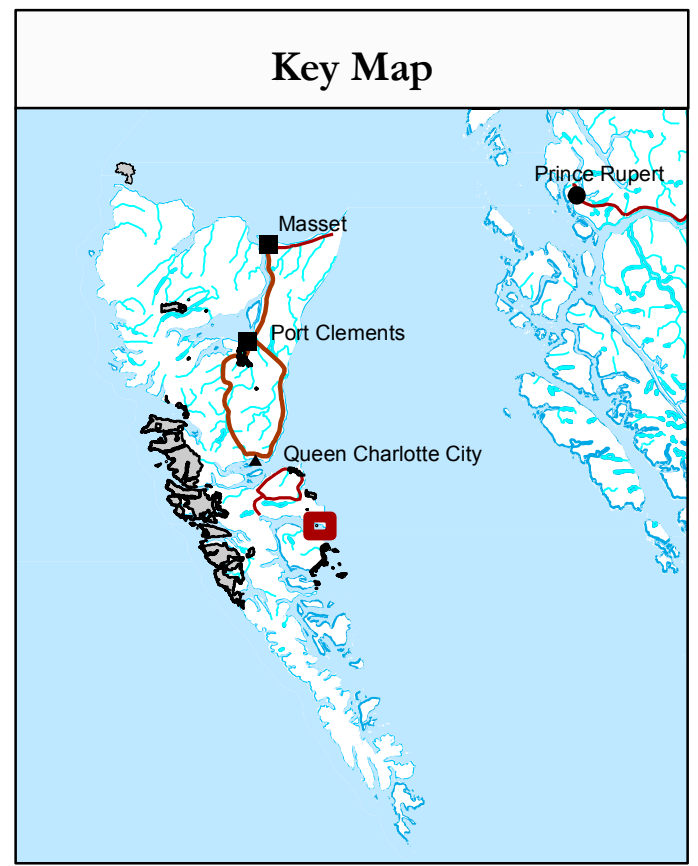 Key Map
Prince Rupert
Masset
Port Clements
Queen Charlotte City